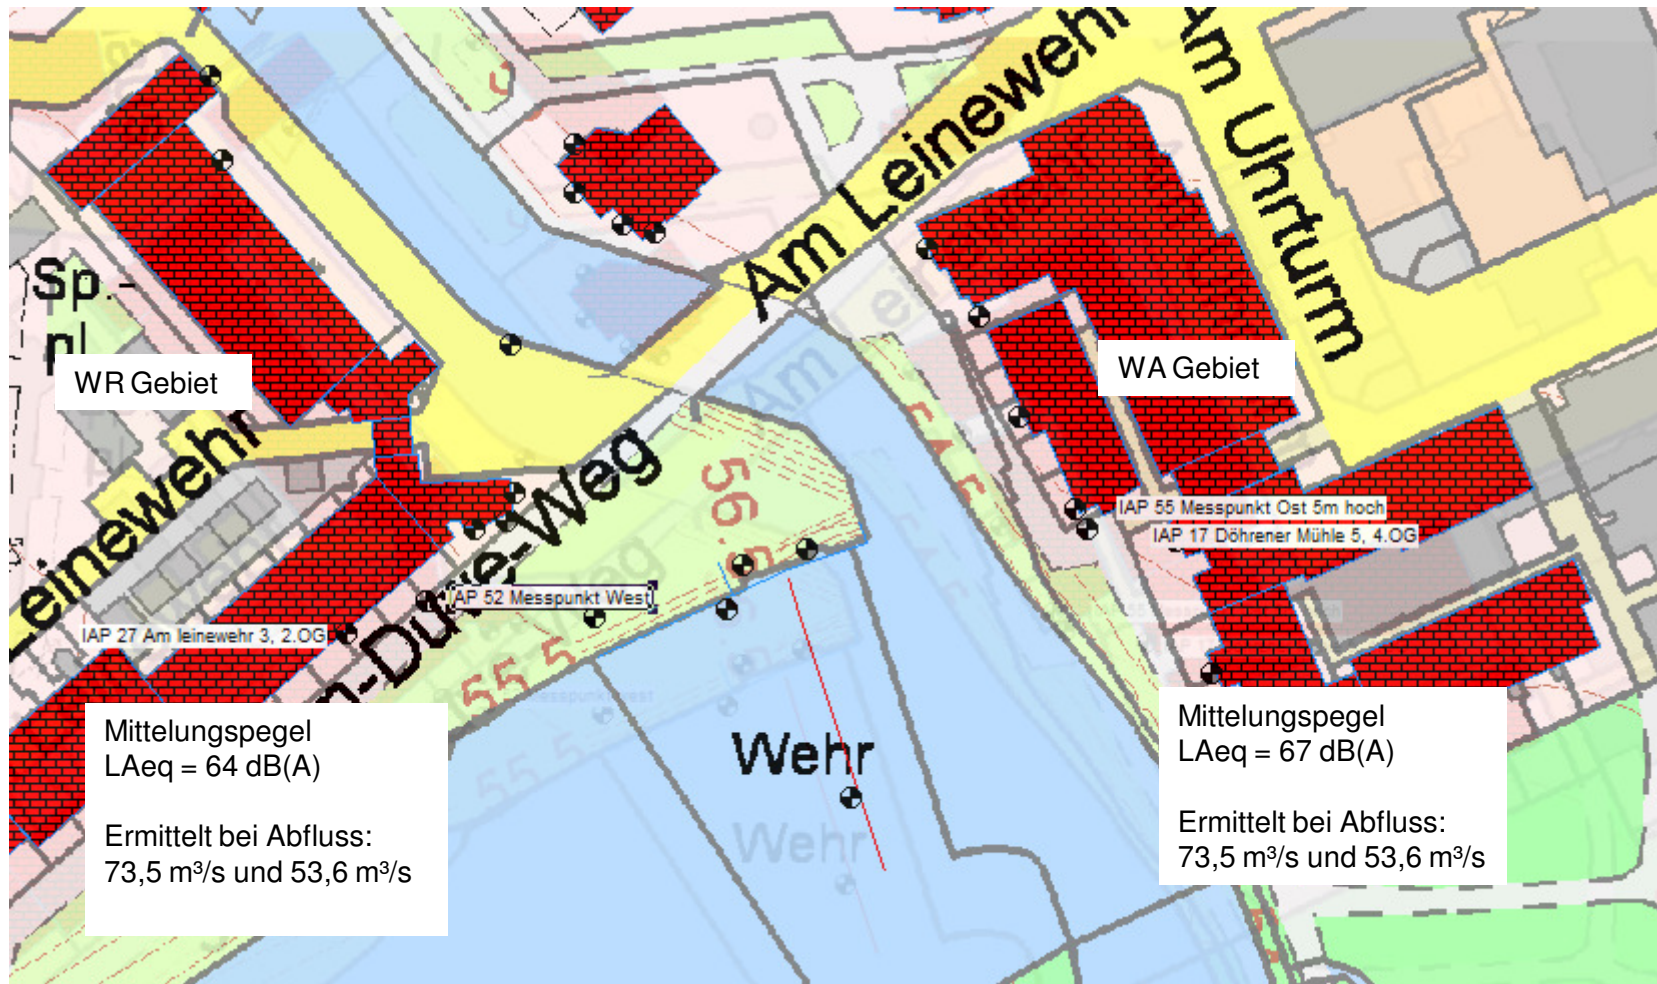 Am Leinewehr
Am Uhrturm
Sp.-
pl.
WR Gebiet
WA Gebiet
Leinewehr
56.5
IAP 55 Messpunkt Ost 5m hoch
IAP 17 Döhrener Mühle 5, 4.OG
IAP 52 Messpunkt West
IAP 27 Am leinewehr 3, 2.OG
55.5
Mittelungspegel
LAeq = 64 dB(A)
Ermittelt bei Abfluss:
73,5 m³/s und 53,6 m³/s
Wehr
Wehr
Mittelungspegel
LAeq = 67 dB(A)
Ermittelt bei Abfluss:
73,5 m³/s und 53,6 m³/s